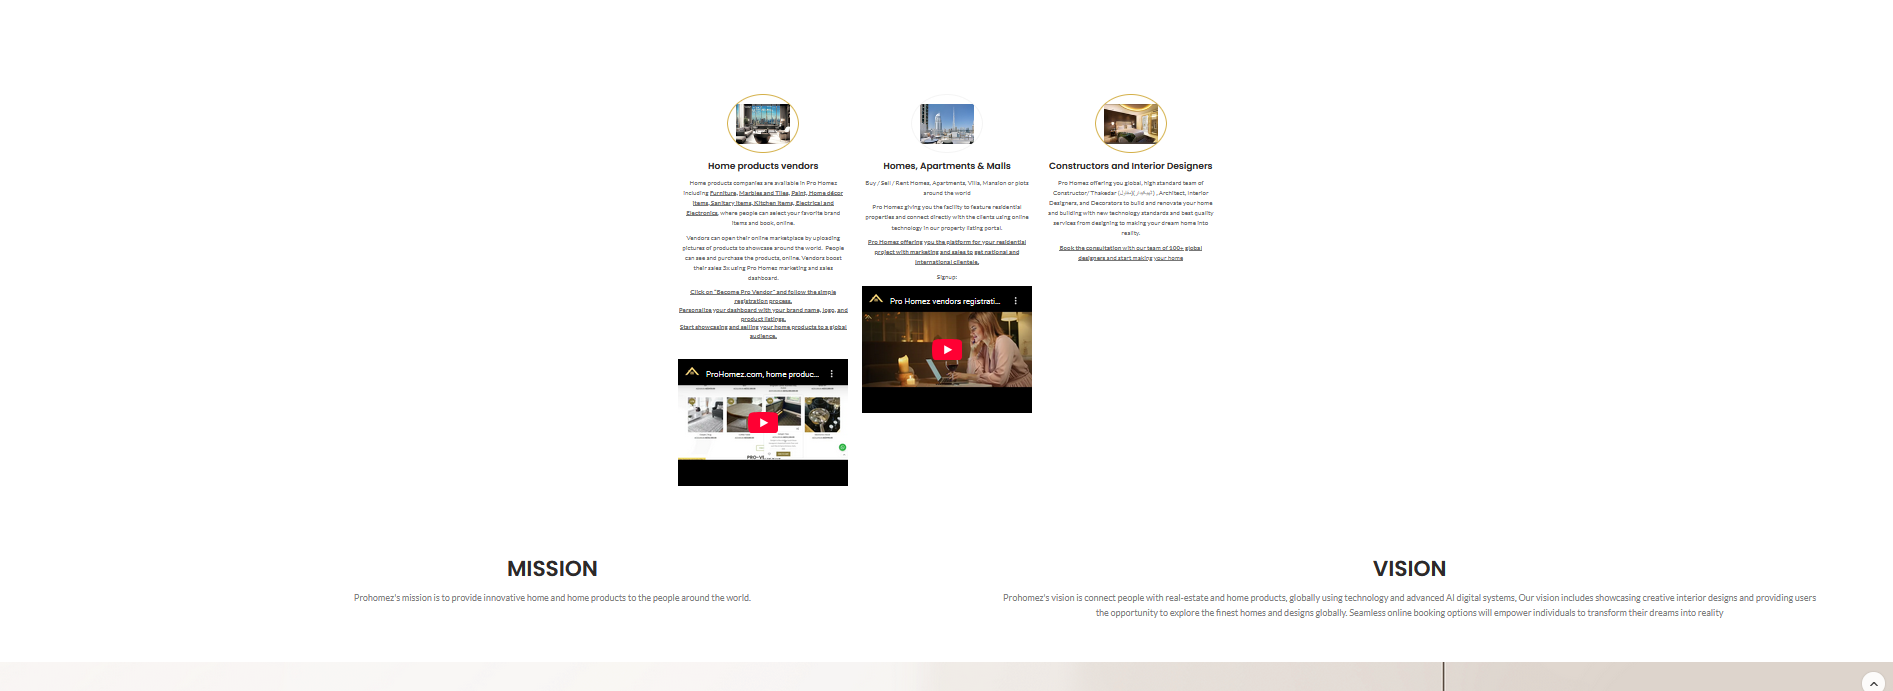 Home products vendors
Home products companies are available in Pro Homez
including Furniture, Marbles and Tiles, Paint, Home décor
items, Sanitary items, Kitchen items, Electrical and
Electronics, where people can select your favorite brand
items and book, online.
Vendors can open their online marketplace by uploading
pictures of products to showcase around the world. People
can see and purchase the products, online. Vendors boost
their sales 3x using Pro Homez marketing and sales
dashboard.
Click on "Become Pro Vendor" and follow the simple
registration process.
Personalize your dashboard with your brand name, logo, and
product listings.
Start showcasing and selling your home products to a global
audience.
ProHomez.com, home produc...
Homes, Apartments & Malls
Buy / Sell / Rent Homes, Apartments, Villa, Mansion or plots
around the world
Pro Homez giving you the facility to feature residential
properties and connect directly with the clients using online
technology in our property listing portal.
Pro Homez offering you the platform for your residential
project with marketing and sales to get national and
international clientele.
Signup:
Pro Homez vendors registrati...
Constructors and Interior Designers
Pro Homez offering you global, high standard team of
Constructor/ Thakedar , Architect, Interior
Designers, and Decorators to build and renovate your home
and building with new technology standards and best quality
services from designing to making your dream home into
reality.
Book the consultation with our team of 100+ global
designers and start making your home
MISSION
Prohomez's mission is to provide innovative home and home products to the people around the world.
VISION
Prohomez's vision is connect people with real-estate and home products, globally using technology and advanced AI digital systems, Our vision includes showcasing creative interior designs and providing users
the opportunity to explore the finest homes and designs globally. Seamless online booking options will empower individuals to transform their dreams into reality